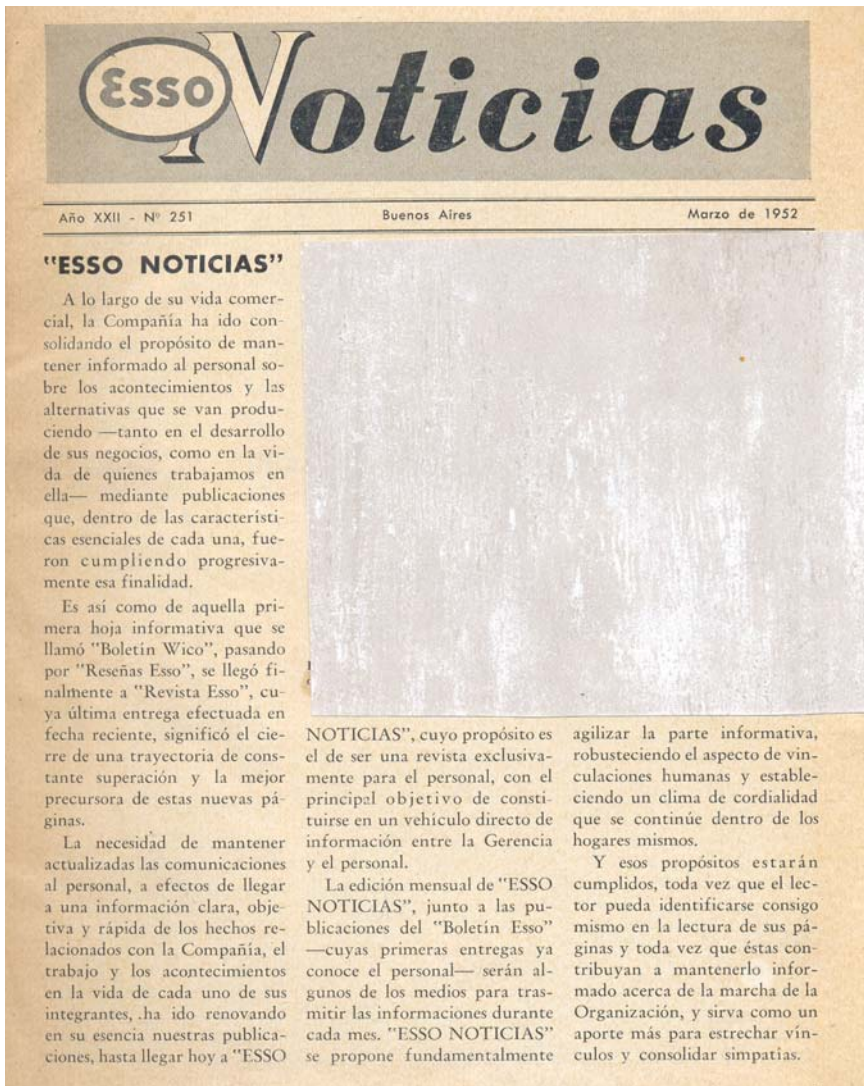 Esso Noticias
Año XXII - Nº 251
Buenos Aires
Marzo de 1952
"ESSO NOTICIAS"
A lo largo de su vida comer-
cial, la Compañía ha ido con-
solidando el propósito de man-
tener informado al personal so-
bre los acontecimientos y las
alternativas que se van produ-
ciendo —tanto en el desarrollo
de sus negocios, como en la vi-
da de quienes trabajamos en
ella— mediante publicaciones
que, dentro de las característi-
cas esenciales de cada una, fue-
ron cumpliendo progresiva-
mente esa finalidad.
Es así como de aquella pri-
mera hoja informativa que se
llamó "Boletín Wico", pasando
por "Reseñas Esso", se llegó fi-
nalmente a "Revista Esso", cu-
ya última entrega efectuada en
fecha reciente, significó el cie-
rre de una trayectoria de cons-
tante superación y la mejor
precursora de estas nuevas pá-
ginas.
La necesidad de mantener
actualizadas las comunicaciones
al personal, a efectos de llegar
a una información clara, obje-
tiva y rápida de los hechos re-
lacionados con la Compañía, el
trabajo y los acontecimientos
en la vida de cada uno de sus
integrantes, .ha ido renovando
en su esencia nuestras publica-
ciones, hasta llegar hoy a "ESSO
NOTICIAS", cuyo propósito es
el de ser una revista exclusiva-
mente para el personal, con el
principal objetivo de consti-
tuirse en un vehículo directo de
información entre la Gerencia
y el personal.
La edición mensual de "ESSO
NOTICIAS", junto a las pu-
blicaciones del "Boletín Esso"
—cuyas primeras entregas ya
conoce el personal— serán al-
gunos de los medios para tras-
mitir las informaciones durante
cada mes. "ESSO NOTICIAS"
se propone fundamentalmente
agilizar la parte informativa,
robusteciendo el aspecto de vin-
culaciones humanas y estable-
ciendo un clima de cordialidad
que se continúe dentro de los
hogares mismos.
Y esos propósitos estarán
cumplidos, toda vez que el lec-
tor pueda identificarse consigo
mismo en la lectura de sus pá-
ginas y toda vez que éstas con-
tribuyan a mantenerlo infor-
mado acerca de la marcha de la
Organización, y sirva como un
aporte más para estrechar vín-
culos y consolidar simpatías.